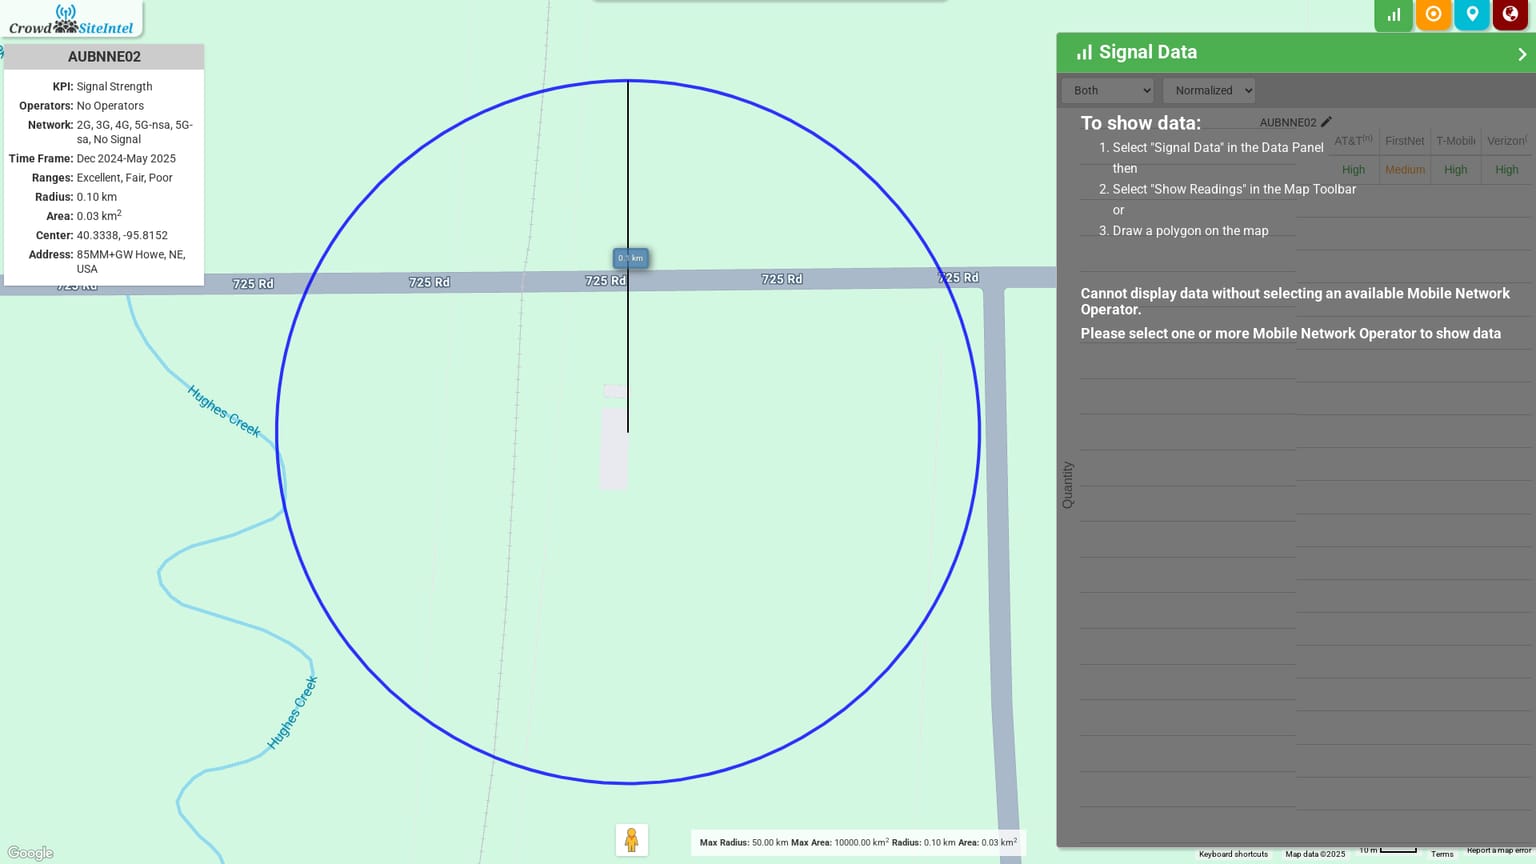 Crowd SiteIntel
AUBNNE02
KPI: Signal Strength
Operators: No Operators
Network: 2G, 3G, 4G, 5G-nsa, 5G-
sa, No Signal
Time Frame: Dec 2024-May 2025
Ranges: Excellent, Fair, Poor
Radius: 0.10 km
Area: 0.03 km²
Center: 40.3338, -95.8152
Address: 85MM+GW Howe, NE,
USA
Signal Data
Both
Normalized
To show data:
AUBNNE02
1. Select "Signal Data" in the Data Panel
then
2. Select "Show Readings" in the Map Toolbar
or
3. Draw a polygon on the map
AT&T(n) FirstNet T-Mobile Verizon
High Medium High High
Cannot display data without selecting an available Mobile Network
Operator.
Please select one or more Mobile Network Operator to show data
Quantity
0.1 km
725 Rd
725 Rd
725 Rd
725 Rd
725 Rd
725 Rd
Hughes Creek
Hughes Creek
Google
Max Radius: 50.00 km Max Area: 10000.00 km² Radius: 0.10 km Area: 0.03 km²
Keyboard shortcuts
Map data ©2025
10 m
Terms
Report a map error